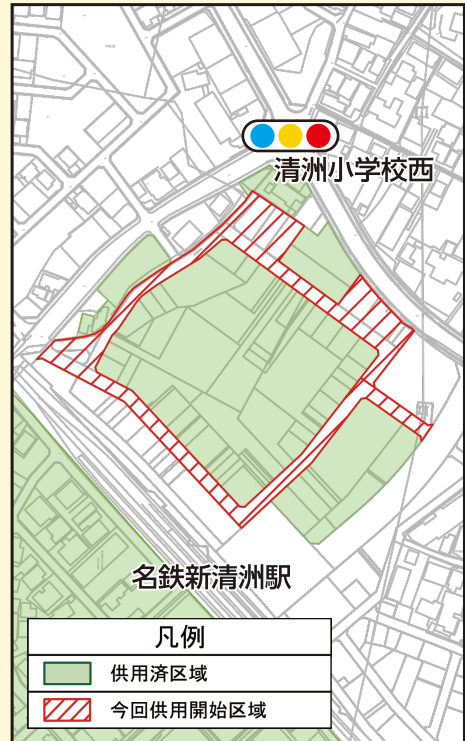 清洲小学校西
名鉄新清洲駅
凡例
供用済区域
今回供用開始区域